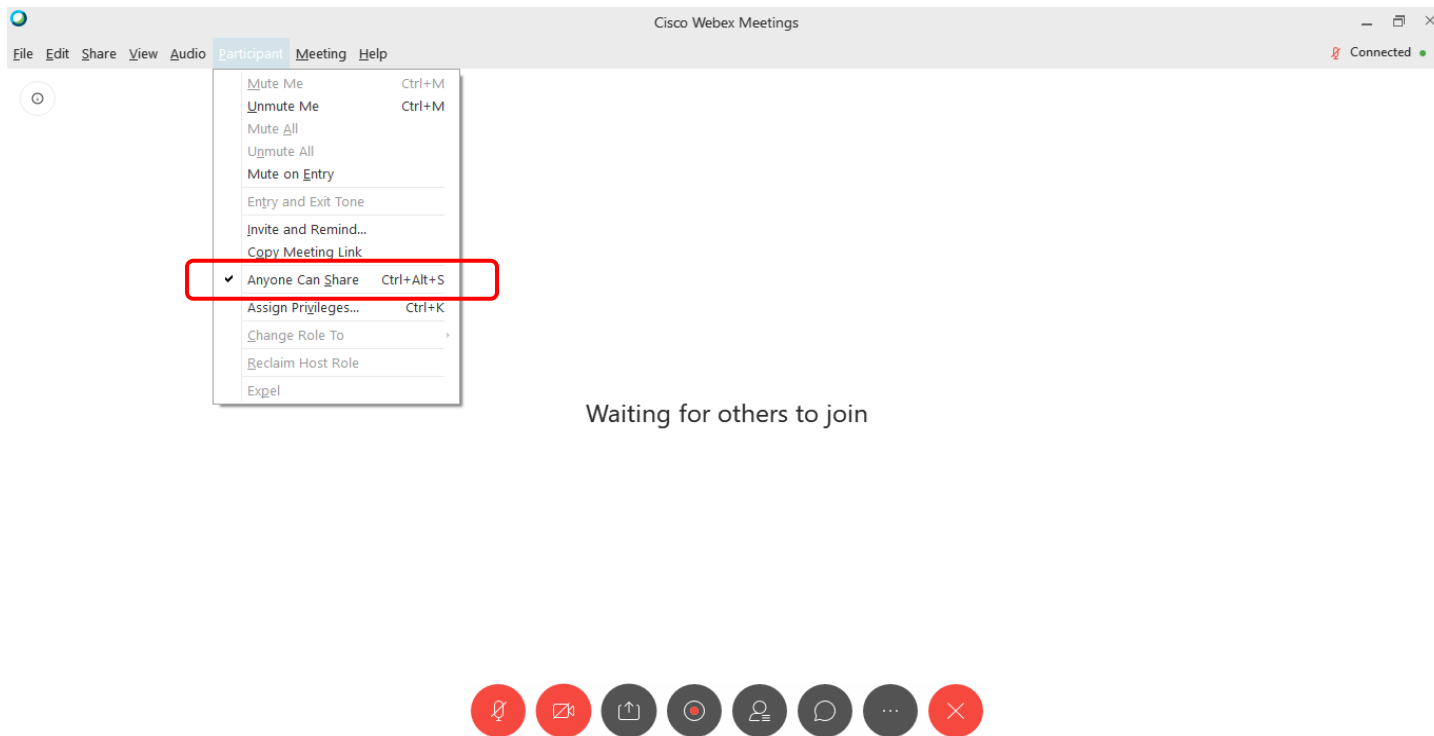 Cisco Webex Meetings
File Edit Share View Audio Participant Meeting Help
Connected
Mute Me Ctrl+M
Unmute Me Ctrl+M
Mute All
Unmute All
Mute on Entry
Entry and Exit Tone
Invite and Remind...
Copy Meeting Link
Anyone Can Share Ctrl+Alt+S
Assign Privileges... Ctrl+K
Change Role To
Reclaim Host Role
Expel
Waiting for others to join